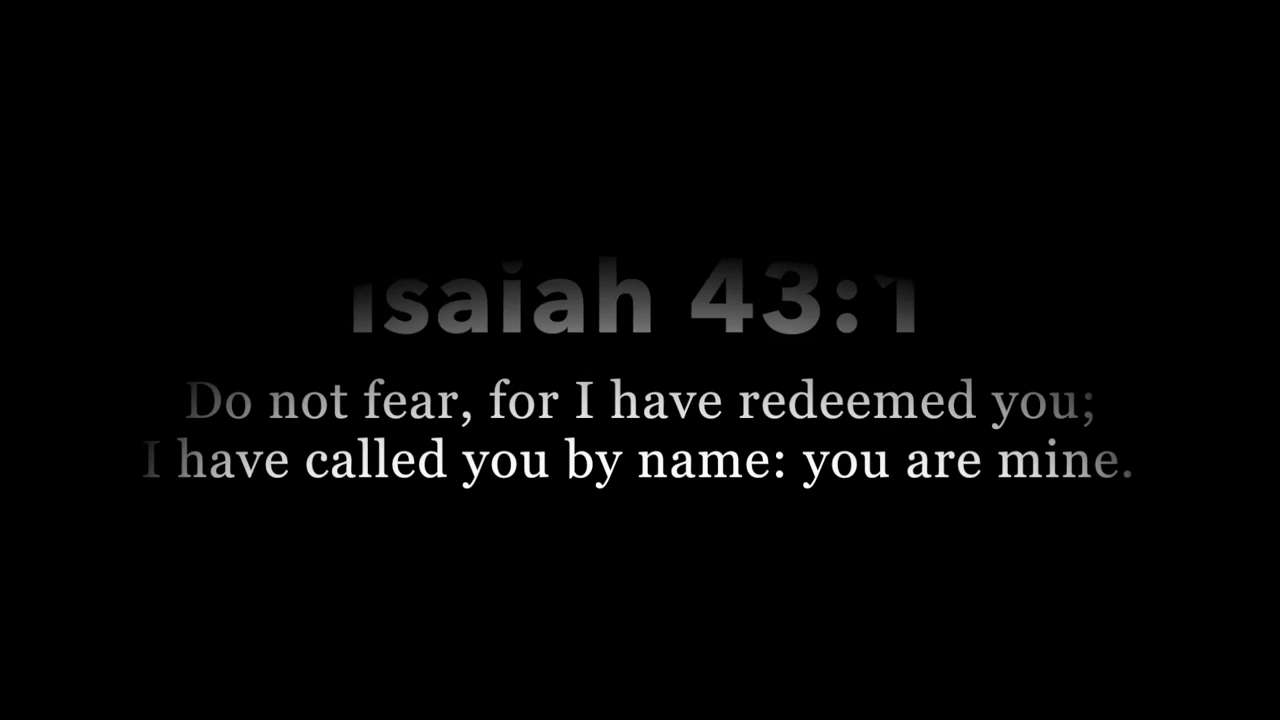 Isaiah 43:1
Do not fear, for I have redeemed you;
I have called you by name: you are mine.